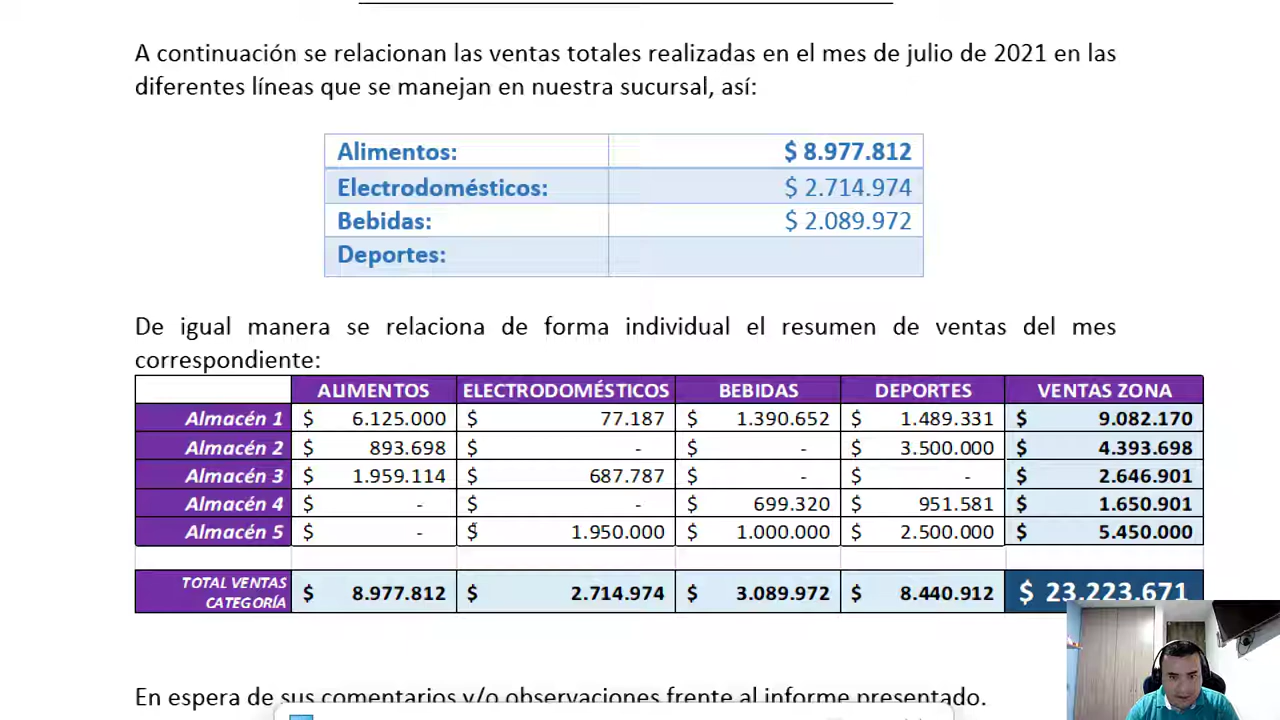 A continuación se relacionan las ventas totales realizadas en el mes de julio de 2021 en las
diferentes líneas que se manejan en nuestra sucursal, así:
Alimentos: $ 8.977.812
Electrodomésticos: $ 2.714.974
Bebidas: $ 2.089.972
Deportes:
De igual manera se relaciona de forma individual el resumen de ventas del mes
correspondiente:
ALIMENTOS ELECTRODOMÉSTICOS BEBIDAS DEPORTES VENTAS ZONA
Almacén 1 $ 6.125.000 $ 77.187 $ 1.390.652 $ 1.489.331 $ 9.082.170
Almacén 2 $ 893.698 $ - $ - $ 3.500.000 $ 4.393.698
Almacén 3 $ 1.959.114 $ 687.787 $ - $ - $ 2.646.901
Almacén 4 $ - $ - $ 699.320 $ 951.581 $ 1.650.901
Almacén 5 $ - $ 1.950.000 $ 1.000.000 $ 2.500.000 $ 5.450.000
TOTAL VENTAS
CATEGORÍA $ 8.977.812 $ 2.714.974 $ 3.089.972 $ 8.440.912 $ 23.223.671
En espera de sus comentarios y/o observaciones frente al informe presentado.